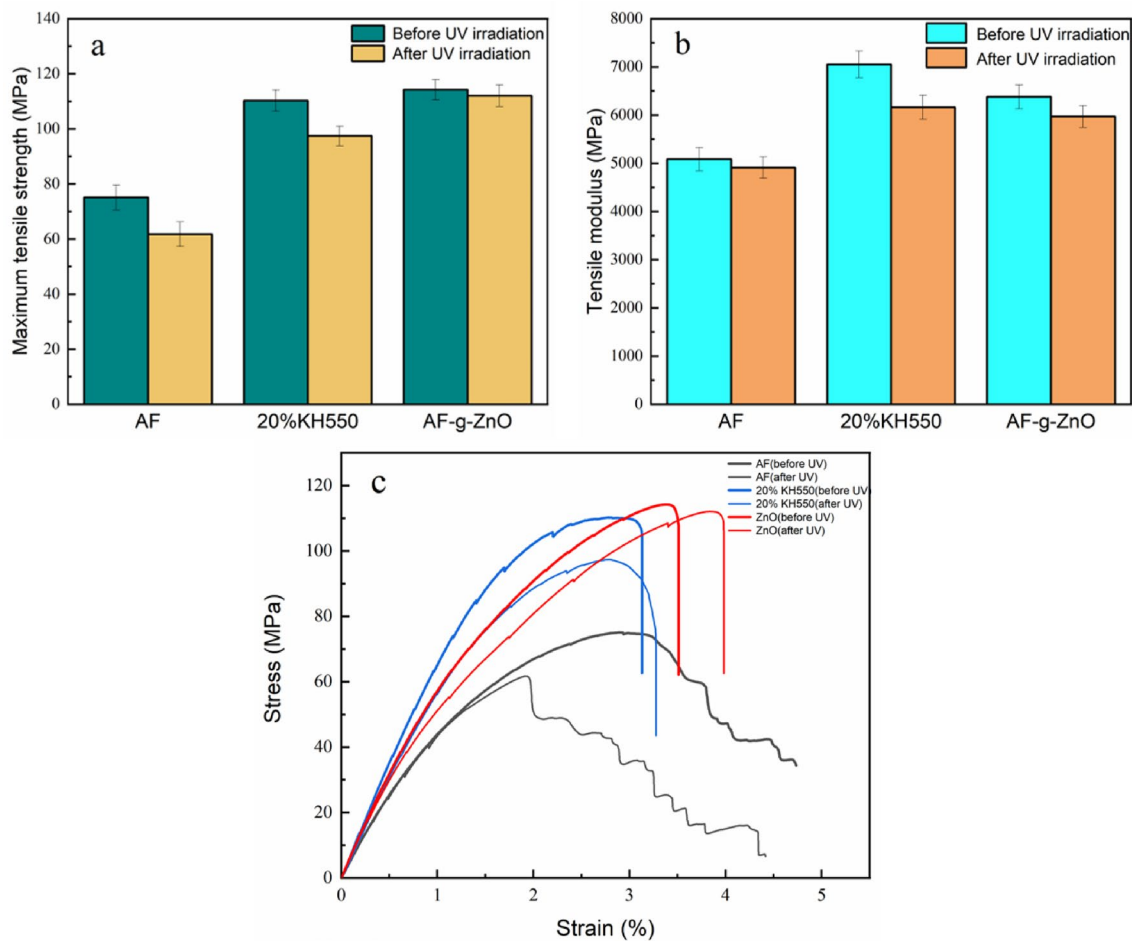 a
Before UV irradiation
After UV irradiation
Maximum tensile strength (MPa)
140
120
100
80
60
40
20
0
AF
20%KH550
AF-g-ZnO
b
Before UV irradiation
After UV irradiation
Tensile modulus (MPa)
8000
7000
6000
5000
4000
3000
2000
1000
0
AF
20%KH550
AF-g-ZnO
c
AF(before UV)
AF(after UV)
20% KH550(before UV)
20% KH550(after UV)
ZnO(before UV)
ZnO(after UV)
Stress (MPa)
120
100
80
60
40
20
0
0
1
2
3
4
5
Strain (%)